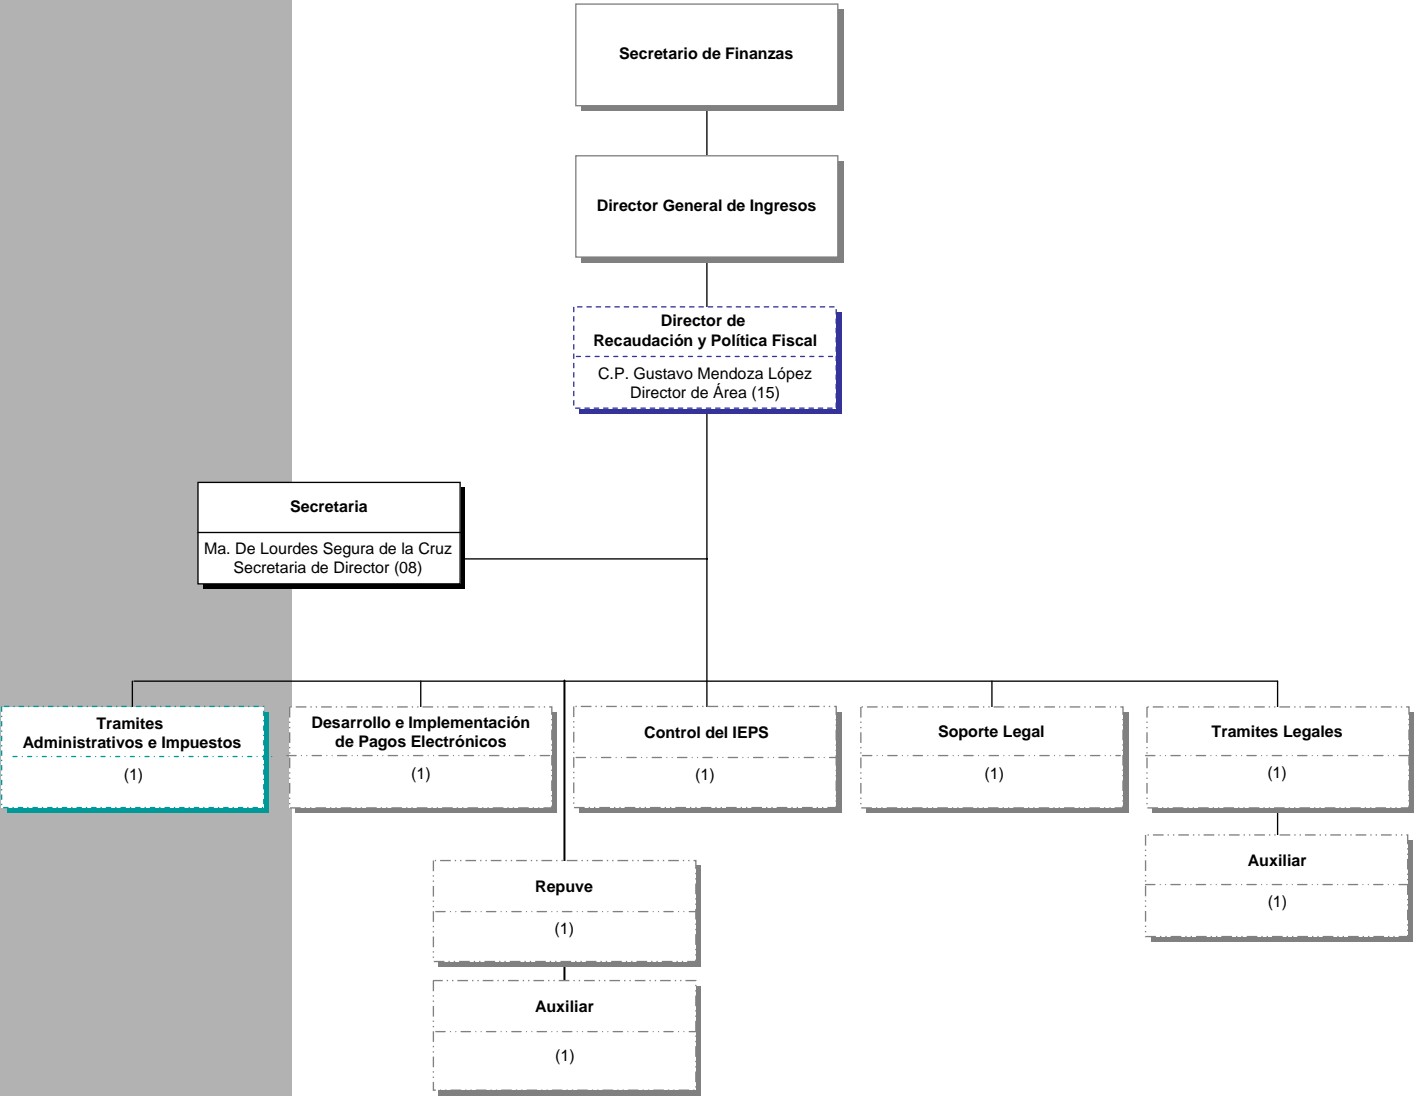 Secretario de Finanzas
Director General de Ingresos
Director de
Recaudación y Política Fiscal
C.P. Gustavo Mendoza López
Director de Área (15)
Secretaria
Ma. De Lourdes Segura de la Cruz
Secretaria de Director (08)
Tramites
Administrativos e Impuestos
(1)
Desarrollo e Implementación
de Pagos Electrónicos
(1)
Control del IEPS
(1)
Soporte Legal
(1)
Tramites Legales
(1)
Repuve
(1)
Auxiliar
(1)
Auxiliar
(1)